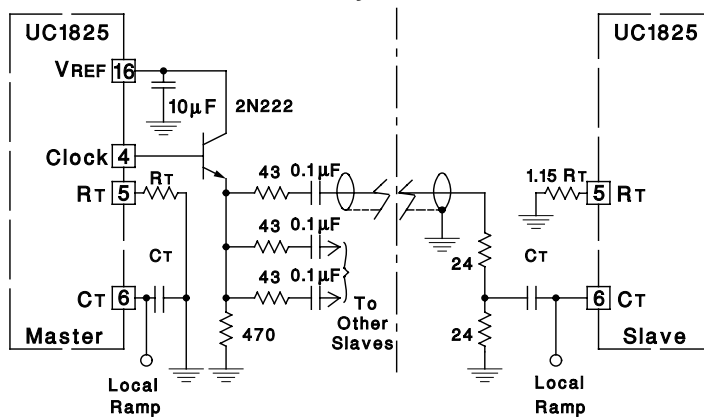 UC1825
UC1825
VREF 16
10μF
2N222
Clock 4
43 0.1μF
1.15 RT
RT 5
RT
5 RT
43 0.1μF
CT
24
CT
43 0.1μF
CT 6
6 CT
To
Other
Slaves
470
24
Master
Slave
Local
Ramp
Local
Ramp